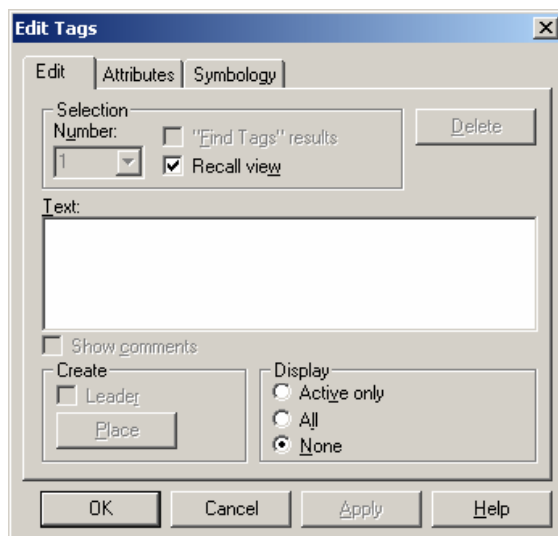 Edit Tags
Edit Attributes Symbology
Selection
Number:
1
"Find Tags" results
Recall view
Delete
Text:
Show comments
Create
Leader
Place
Display
Active only
All
None
OK Cancel Apply Help